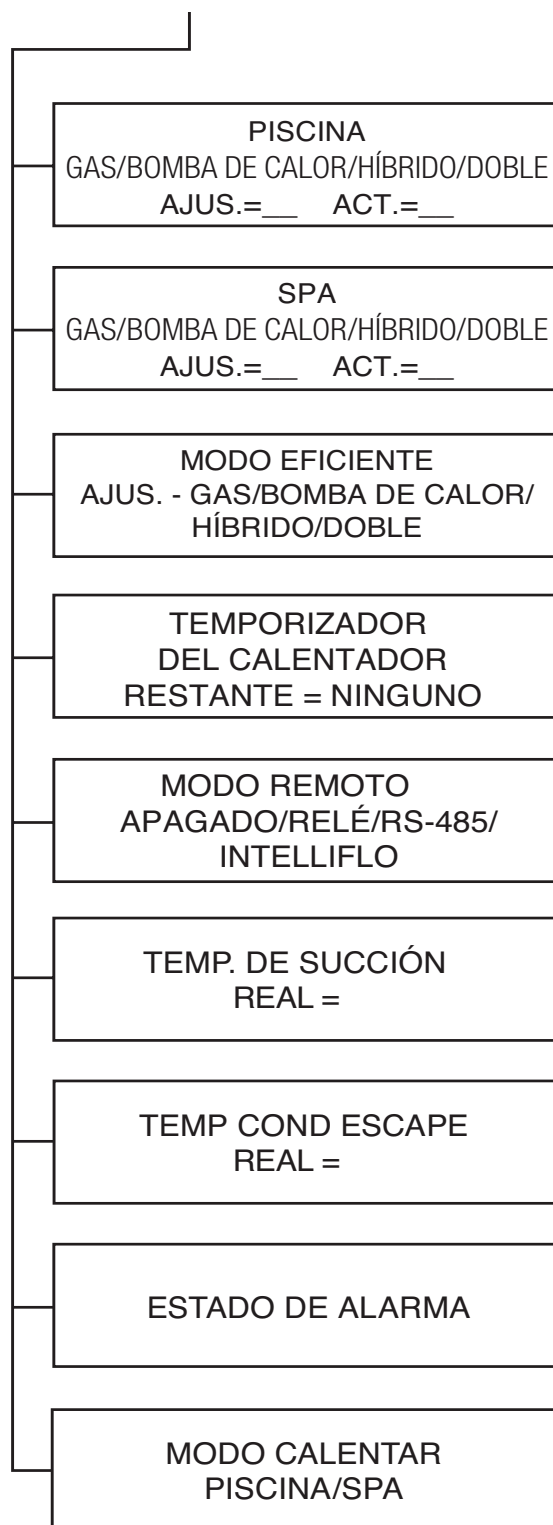 PISCINA
GAS/BOMBA DE CALOR/HÍBRIDO/DOBLE
AJUS.=__ ACT.=__
SPA
GAS/BOMBA DE CALOR/HÍBRIDO/DOBLE
AJUS.=__ ACT.=__
MODO EFICIENTE
AJUS. - GAS/BOMBA DE CALOR/
HÍBRIDO/DOBLE
TEMPORIZADOR
DEL CALENTADOR
RESTANTE = NINGUNO
MODO REMOTO
APAGADO/RELÉ/RS-485/
INTELLIFLO
TEMP. DE SUCCIÓN
REAL =
TEMP COND ESCAPE
REAL =
ESTADO DE ALARMA
MODO CALENTAR
PISCINA/SPA